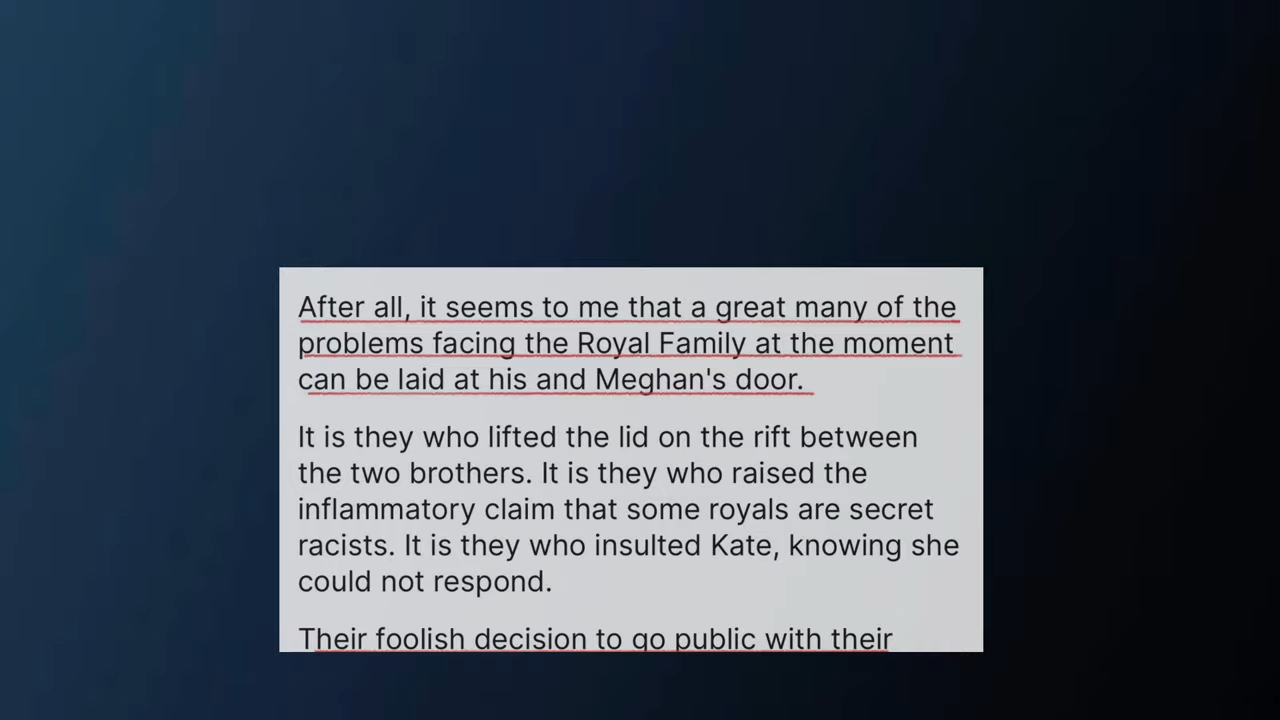 After all, it seems to me that a great many of the
problems facing the Royal Family at the moment
can be laid at his and Meghan's door.
It is they who lifted the lid on the rift between
the two brothers. It is they who raised the
inflammatory claim that some royals are secret
racists. It is they who insulted Kate, knowing she
could not respond.
Their foolish decision to go public with their